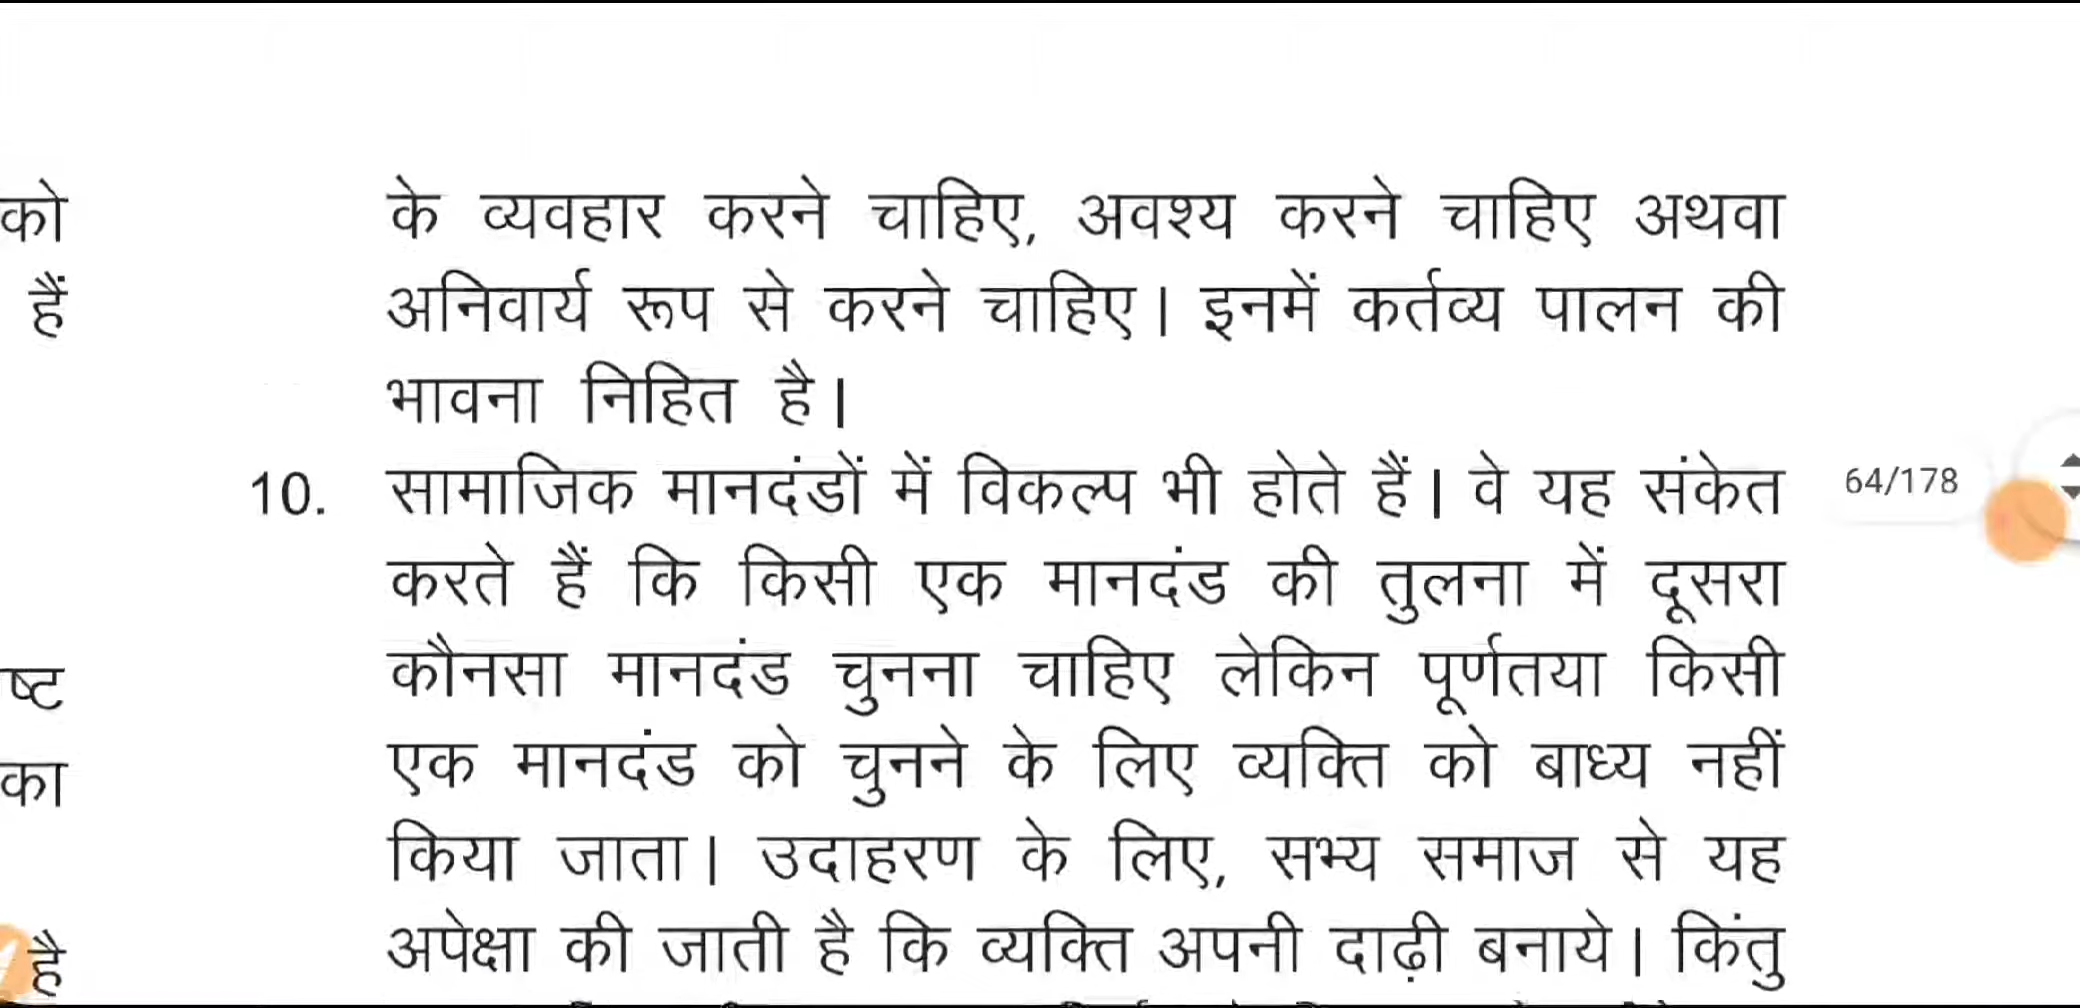 को
हैं
ष्ट
का
है
के व्यवहार करने चाहिए, अवश्य करने चाहिए अथवा
अनिवार्य रूप से करने चाहिए। इनमें कर्तव्य पालन की
भावना निहित है।
10. सामाजिक मानदंडों में विकल्प भी होते हैं। वे यह संकेत
करते हैं कि किसी एक मानदंड की तुलना में दूसरा
कौनसा मानदंड चुनना चाहिए लेकिन पूर्णतया किसी
एक मानदंड को चुनने के लिए व्यक्ति को बाध्य नहीं
किया जाता। उदाहरण के लिए, सभ्य समाज से यह
अपेक्षा की जाती है कि व्यक्ति अपनी दाढ़ी बनाये। किंतु
64/178